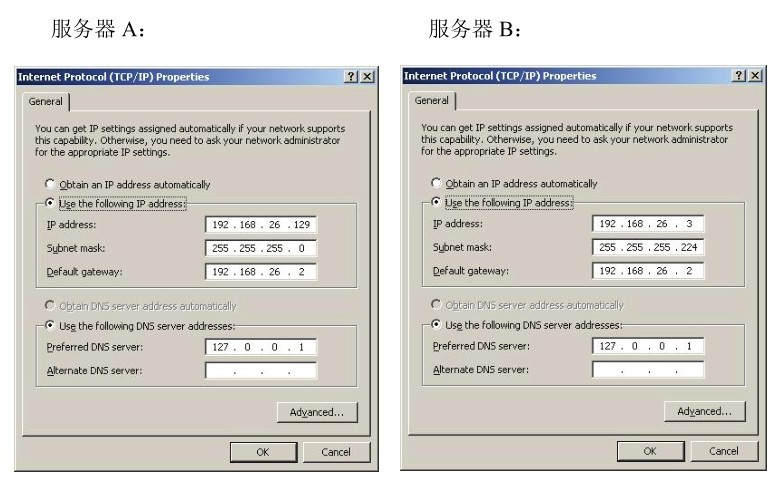 服务器 A：
服务器 B：
Internet Protocol (TCP/IP) Properties
General
You can get IP settings assigned automatically if your network supports
this capability. Otherwise, you need to ask your network administrator
for the appropriate IP settings.
Obtain an IP address automatically
Use the following IP address:
IP address: 192 . 168 . 26 . 129
Subnet mask: 255 . 255 . 255 . 0
Default gateway: 192 . 168 . 26 . 2
Obtain DNS server address automatically
Use the following DNS server addresses:
Preferred DNS server: 127 . 0 . 0 . 1
Alternate DNS server: . . .
Advanced...
OK Cancel
Internet Protocol (TCP/IP) Properties
General
You can get IP settings assigned automatically if your network supports
this capability. Otherwise, you need to ask your network administrator
for the appropriate IP settings.
Obtain an IP address automatically
Use the following IP address:
IP address: 192 . 168 . 26 . 3
Subnet mask: 255 . 255 . 255 . 224
Default gateway: 192 . 168 . 26 . 2
Obtain DNS server address automatically
Use the following DNS server addresses:
Preferred DNS server: 127 . 0 . 0 . 1
Alternate DNS server: . . .
Advanced...
OK Cancel